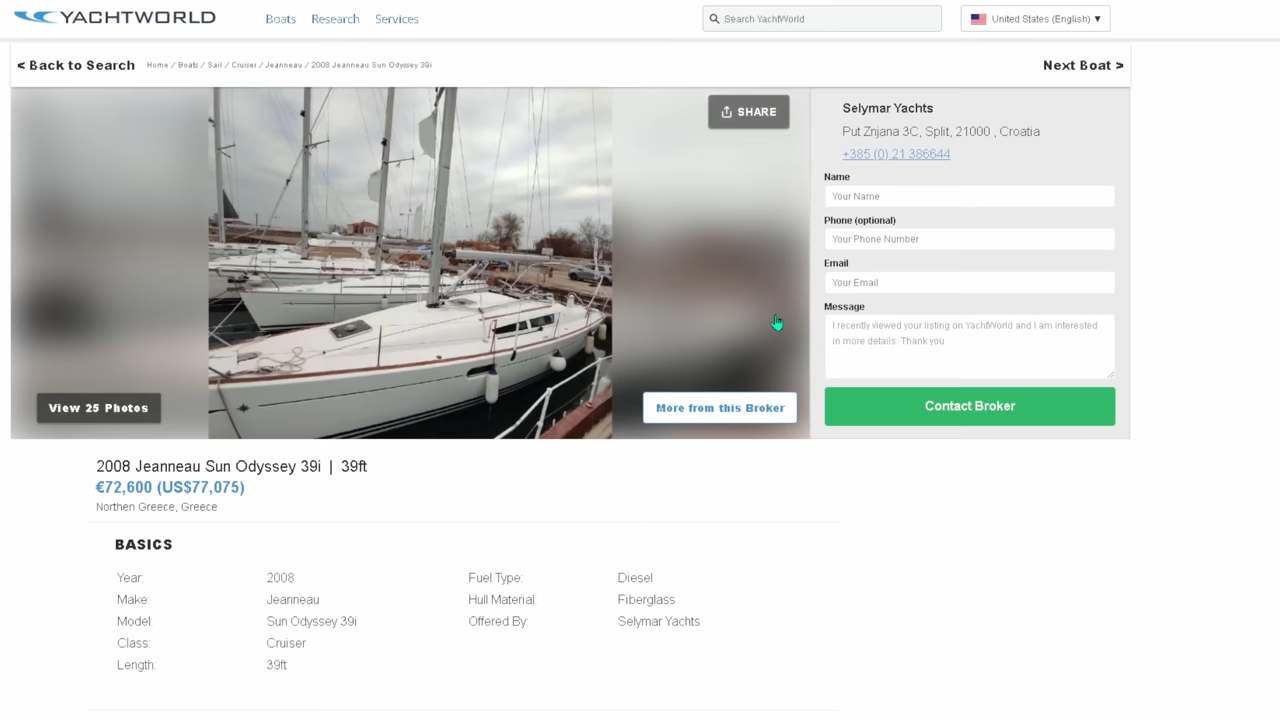 YACHTWORLD
Boats Research Services
Search YachtWorld
United States (English) ▼
< Back to Search
Home / Boats / Sail / Cruiser / Jeanneau / 2008 Jeanneau Sun Odyssey 39i
Next Boat >
SHARE
View 25 Photos
More from this Broker
Selymar Yachts
Put Znjana 3C, Split, 21000 , Croatia
+385 (0) 21 386644
Name
Your Name
Phone (optional)
Your Phone Number
Email
Your Email
Message
I recently viewed your listing on YachtWorld and I am interested
in more details. Thank you.
Contact Broker
2008 Jeanneau Sun Odyssey 39i | 39ft
€72,600 (US$77,075)
Northen Greece, Greece
BASICS
Year: 2008 Fuel Type: Diesel
Make: Jeanneau Hull Material: Fiberglass
Model: Sun Odyssey 39i Offered By: Selymar Yachts
Class: Cruiser
Length: 39ft